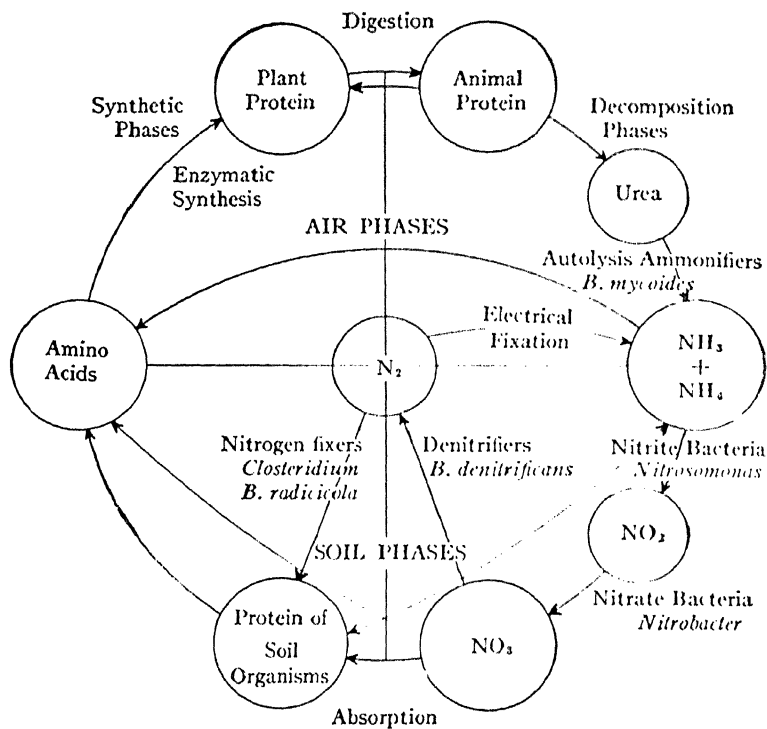 Digestion
Plant
Protein
Animal
Protein
Synthetic
Phases
Decomposition
Phases
Enzymatic
Synthesis
Urea
AIR PHASES
Autolysis Ammonifiers
B. mycoides
Electrical
Fixation
Amino
Acids
N₂
NH₃
+
NH₄
Nitrogen fixers
Closteridium
B. radicicola
Denitrifiers
B. denitrificans
Nitrite Bacteria
Nitrosomonas
NO₂
SOIL PHASES
Nitrate Bacteria
Nitrobacter
Protein of
Soil
Organisms
NO₃
Absorption